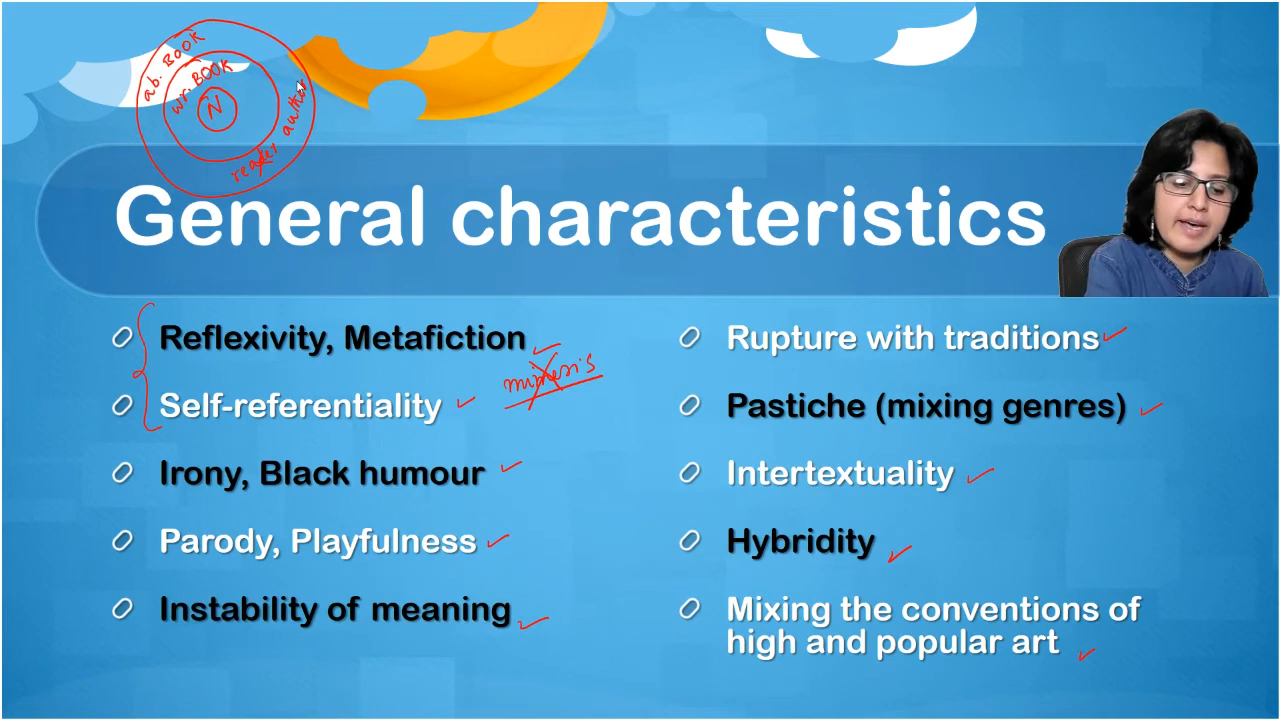 ab. BOOK
wr. BOOK
N
reader author
General characteristics
Reflexivity, Metafiction
mimesis
Self-referentiality
Irony, Black humour
Parody, Playfulness
Instability of meaning
Rupture with traditions
Pastiche (mixing genres)
Intertextuality
Hybridity
Mixing the conventions of
high and popular art